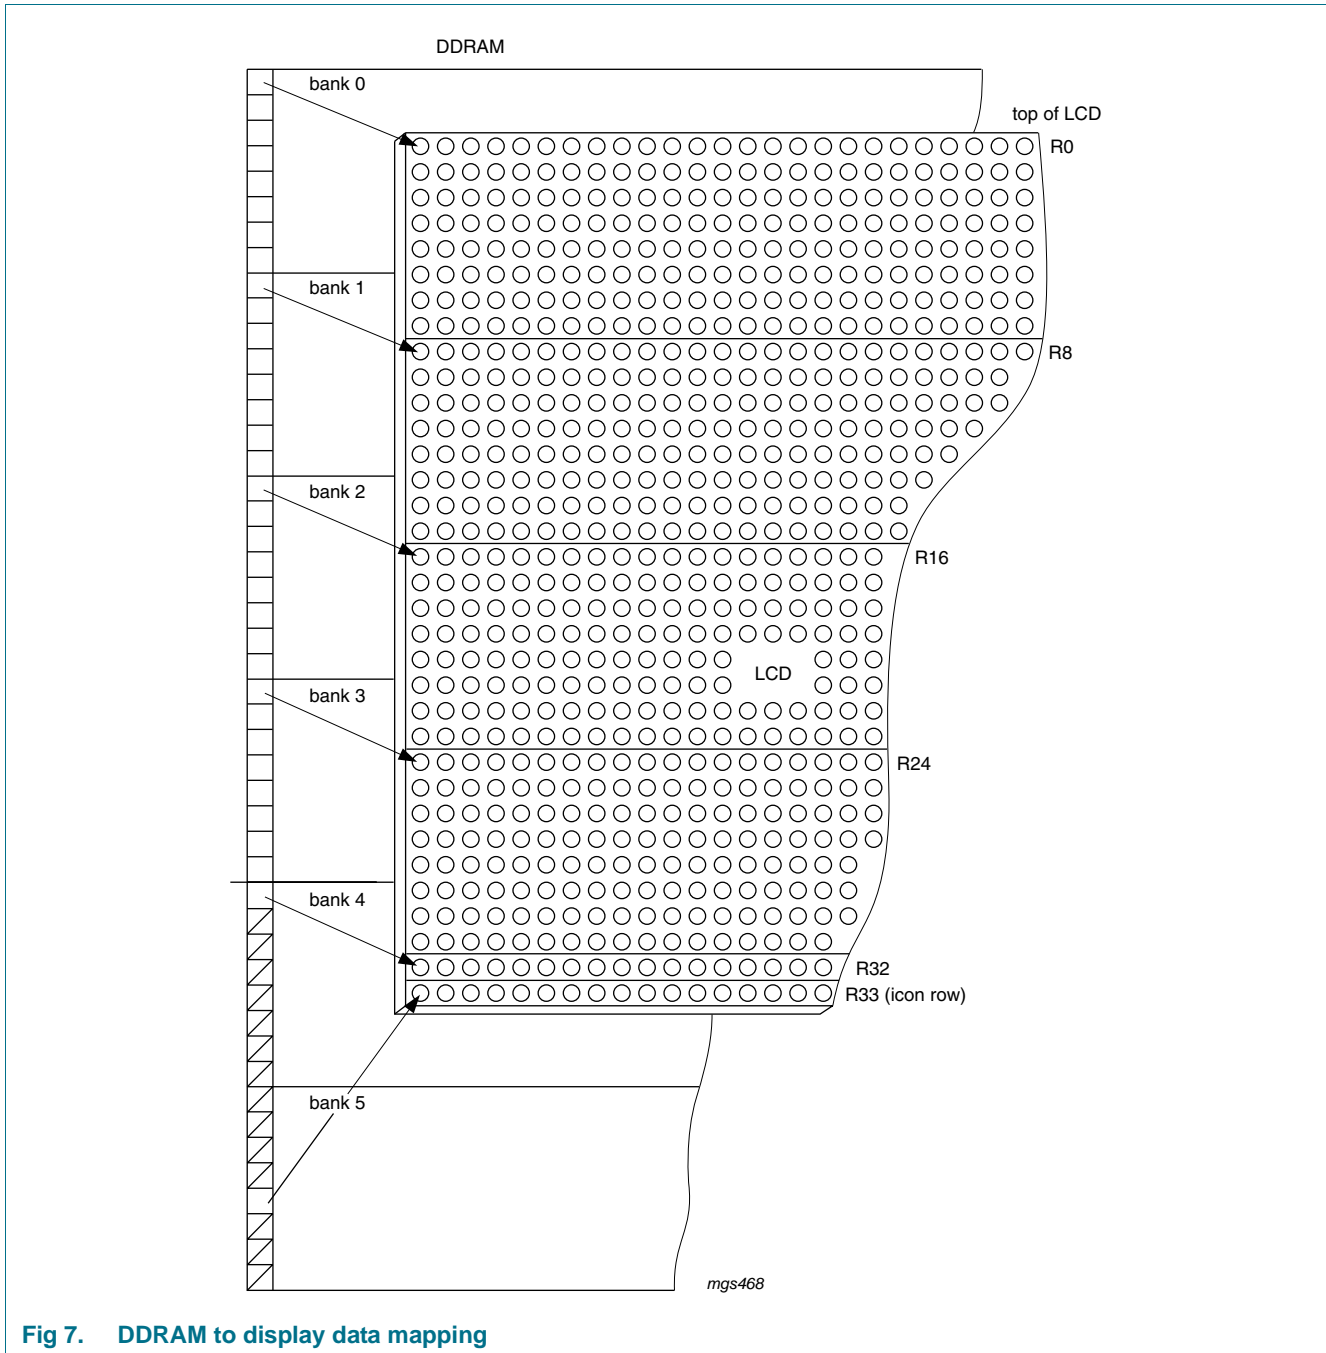 DDRAM
bank 0
top of LCD
R0
bank 1
R8
bank 2
R16
LCD
bank 3
R24
bank 4
R32
R33 (icon row)
bank 5
mgs468
Fig 7. DDRAM to display data mapping